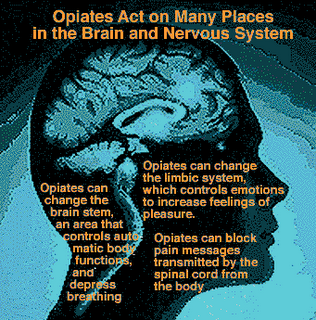 Opiates Act on Many Places
in the Brain and Nervous System
Opiates can change
the limbic system,
which controls emotions
to increase feelings of
pleasure.
Opiates can
change the
brain stem,
an area that
controls auto
matic body
functions,
and
depress
breathing
Opiates can block
pain messages
transmitted by the
spinal cord from
the body